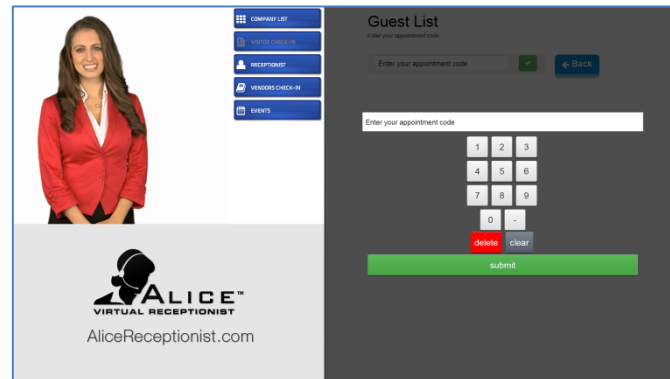 COMPANY LIST
VISITOR CHECK-IN
RECEPTIONIST
VENDORS CHECK-IN
EVENTS
ALICE™
VIRTUAL RECEPTIONIST
AliceReceptionist.com
Guest List
Enter your appointment code
Enter your appointment code
← Back
Enter your appointment code
1 2 3
4 5 6
7 8 9
0 -
delete clear
submit